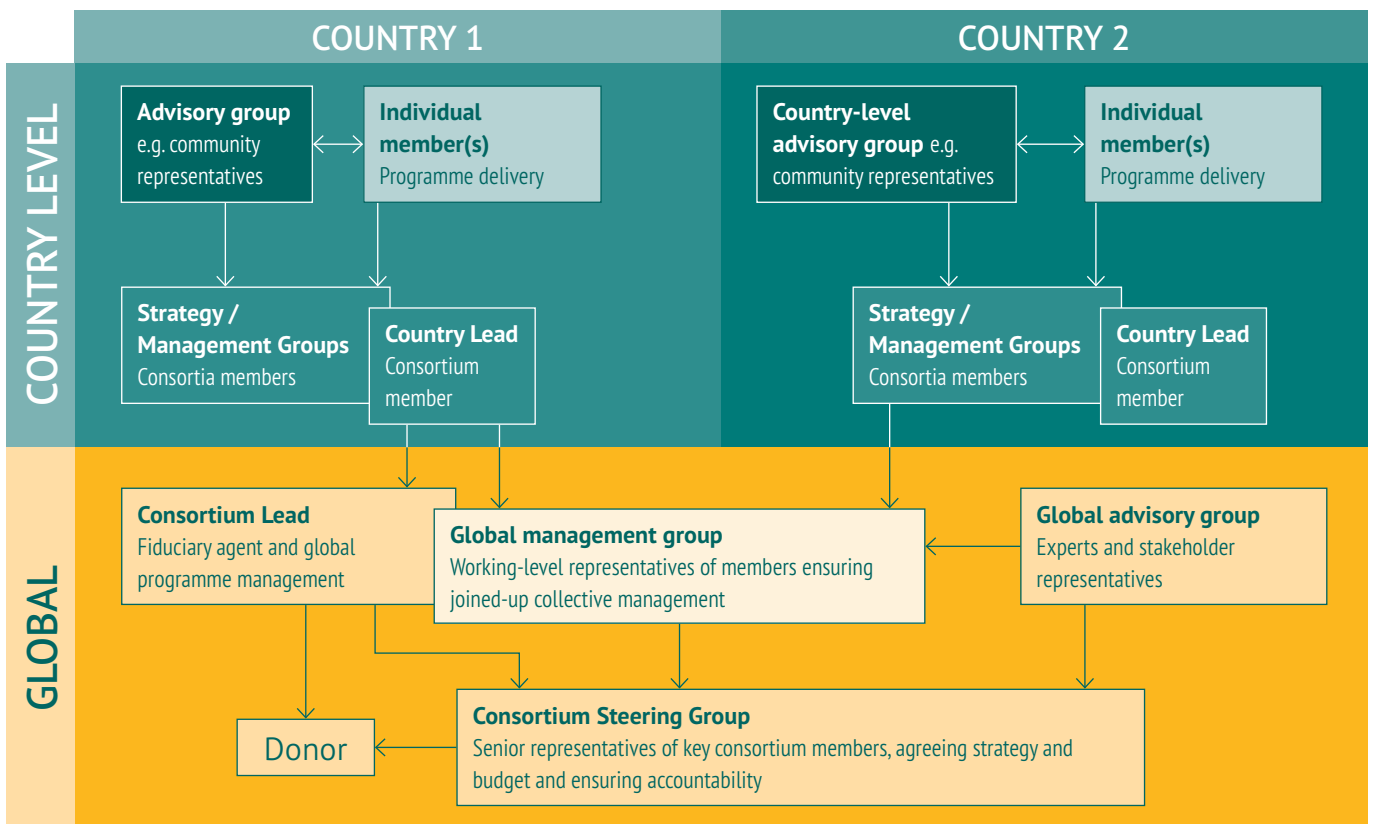 COUNTRY 1
COUNTRY 2
COUNTRY LEVEL
Advisory group
e.g. community
representatives
Individual
member(s)
Programme delivery
Country-level
advisory group e.g.
community representatives
Individual
member(s)
Programme delivery
Strategy /
Management Groups
Consortia members
Country Lead
Consortium
member
Strategy /
Management Groups
Consortia members
Country Lead
Consortium
member
GLOBAL
Consortium Lead
Fiduciary agent and global
programme management
Global management group
Working-level representatives of members ensuring
joined-up collective management
Global advisory group
Experts and stakeholder
representatives
Donor
Consortium Steering Group
Senior representatives of key consortium members, agreeing strategy and
budget and ensuring accountability